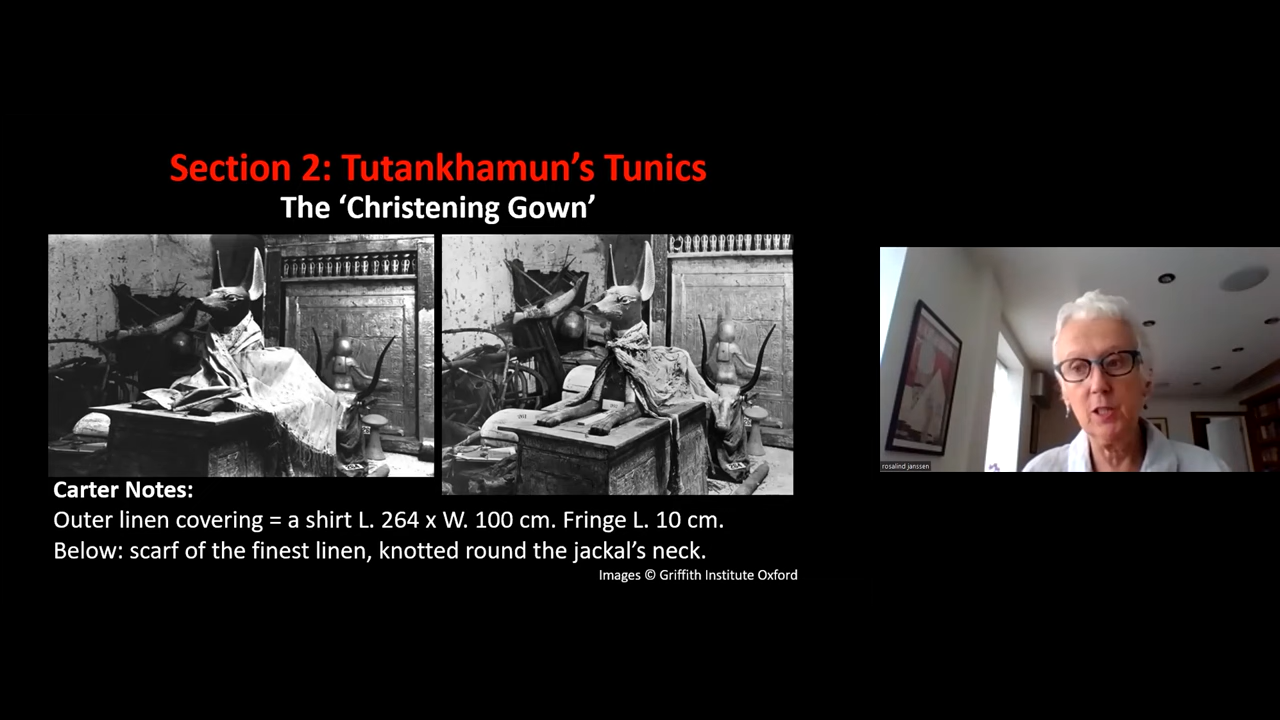 Section 2: Tutankhamun’s Tunics
The ‘Christening Gown’
Carter Notes:
Outer linen covering = a shirt L. 264 x W. 100 cm. Fringe L. 10 cm.
Below: scarf of the finest linen, knotted round the jackal’s neck.
Images © Griffith Institute Oxford
rosalind janssen